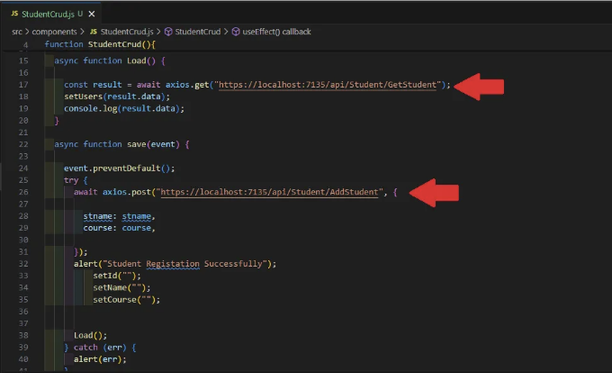 JS StudentCrud.js U X
src > components > JS StudentCrud.js > StudentCrud > useEffect() callback
4 function StudentCrud(){
15 async function Load() {
16
17 const result = await axios.get("https://localhost:7135/api/Student/GetStudent");
18 setUsers(result.data);
19 console.log(result.data);
20 }
21
22 async function save(event) {
23
24 event.preventDefault();
25 try {
26 await axios.post("https://localhost:7135/api/Student/AddStudent", {
27
28 stname: stname,
29 course: course,
30
31 });
32 alert("Student Registation Successfully");
33 setId("");
34 setName("");
35 setCourse("");
36
37
38 Load();
39 } catch (err) {
40 alert(err);
41 }